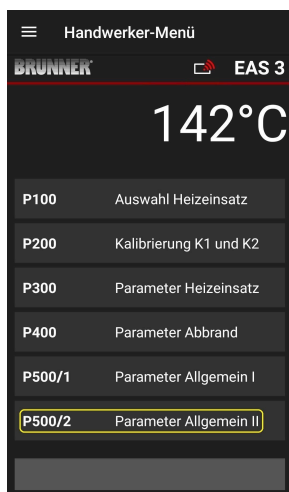 Handwerker-Menü
BRUNNER EAS 3
142°C
P100 Auswahl Heizeinsatz
P200 Kalibrierung K1 und K2
P300 Parameter Heizeinsatz
P400 Parameter Abbrand
P500/1 Parameter Allgemein I
P500/2 Parameter Allgemein II